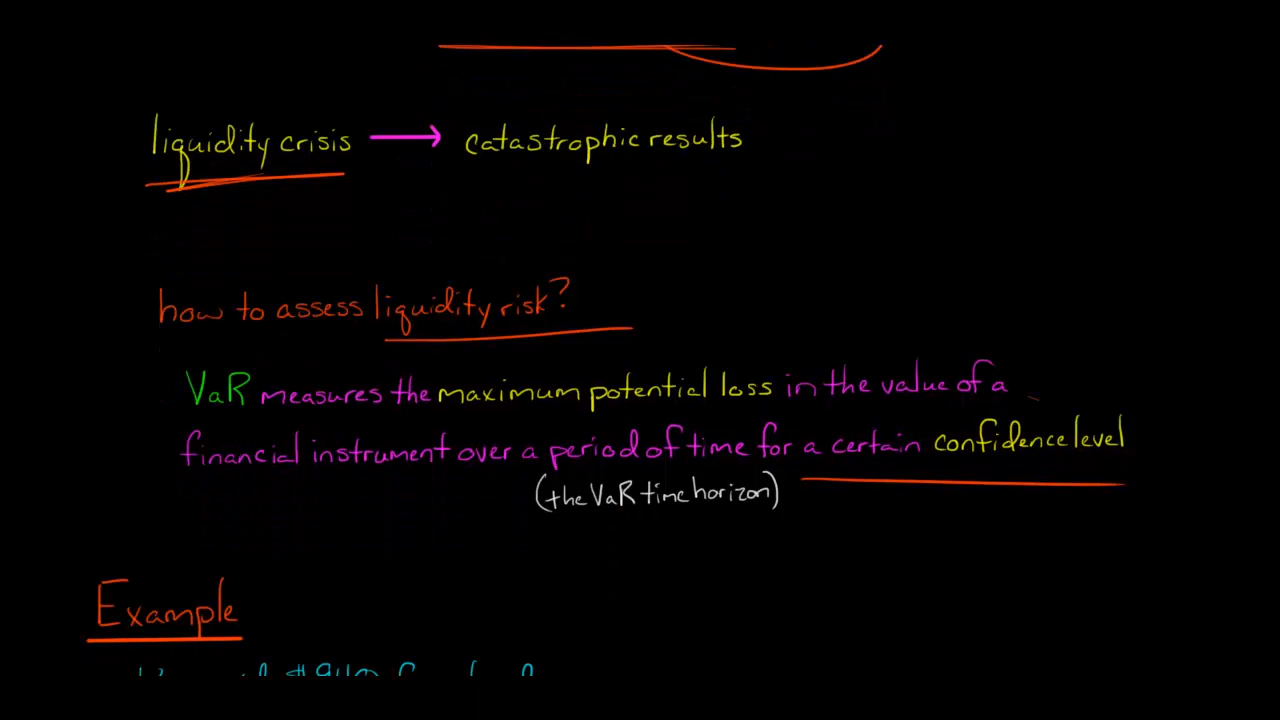 liquidity crisis → catastrophic results
how to assess liquidity risk?
VaR measures the maximum potential loss in the value of a
financial instrument over a period of time for a certain confidence level
(the VaR time horizon)
Example